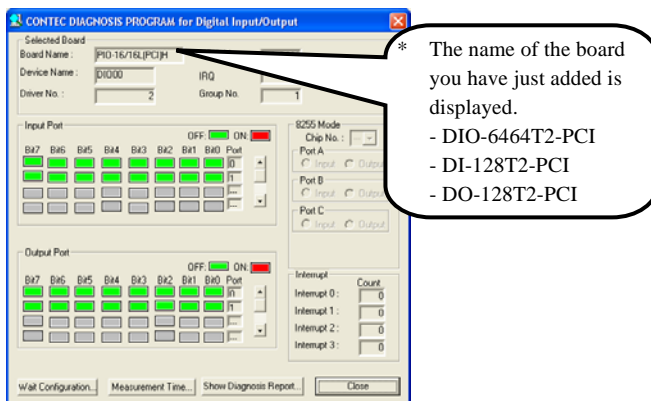 CONTEC DIAGNOSIS PROGRAM for Digital Input/Output
Selected Board
Board Name : PIO-16/16L(PCI)H
Device Name : DIO00 IRQ
Driver No. : 2 Group No. 1
* The name of the board
you have just added is
displayed.
- DIO-6464T2-PCI
- DI-128T2-PCI
- DO-128T2-PCI
Input Port
OFF: ON:
Bit7 Bit6 Bit5 Bit4 Bit3 Bit2 Bit1 Bit0 Port
0
1
8255 Mode
Chip No. :
Port A
Input Output
Port B
Input Output
Port C
Input Output
Output Port
OFF: ON:
Bit7 Bit6 Bit5 Bit4 Bit3 Bit2 Bit1 Bit0 Port
0
1
Interrupt
Count
Interrupt 0 : 0
Interrupt 1 : 0
Interrupt 2 : 0
Interrupt 3 : 0
Wait Configuration... Measurement Time... Show Diagnosis Report... Close